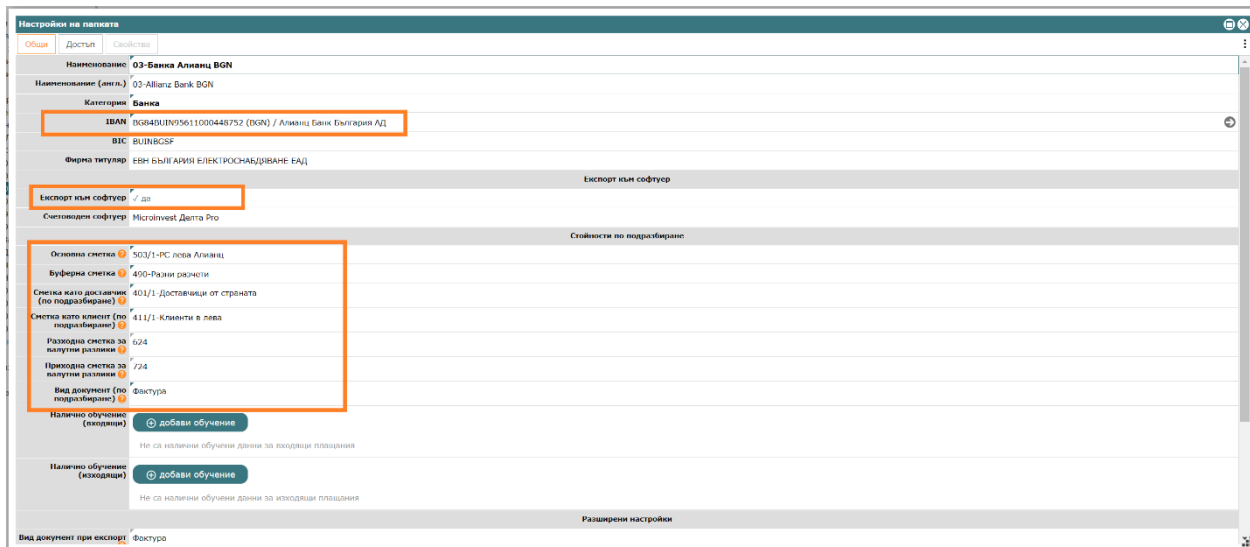 Настройки на папката
Общи Достъп Свойства
Наименование 03-Банка Алианц BGN
Наименование (англ.) 03-Allianz Bank BGN
Категория Банка
IBAN BG84BUIN95611000448752 (BGN) / Алианц Банк България АД
BIC BUINBGSF
Фирма титуляр ЕВН БЪЛГАРИЯ ЕЛЕКТРОСНАБДЯВАНЕ ЕАД
Експорт към софтуер
Експорт към софтуер √ да
Счетоводен софтуер Microinvest Делта Pro
Стойности по подразбиране
Основна сметка ? 503/1-РС лева Алианц
Буферна сметка ? 490-Разни разчети
Сметка като доставчик (по подразбиране) ? 401/1-Доставчици от страната
Сметка като клиент (по подразбиране) ? 411/1-Клиенти в лева
Разходна сметка за валутни разлики ? 624
Приходна сметка за валутни разлики ? 724
Вид документ (по подразбиране) ? Фактура
Налично обучение (входящи) добави обучение
Не са налични обучени данни за входящи плащания
Налично обучение (изходящи) добави обучение
Не са налични обучени данни за изходящи плащания
Разширени настройки
Вид документ при експорт Фактура